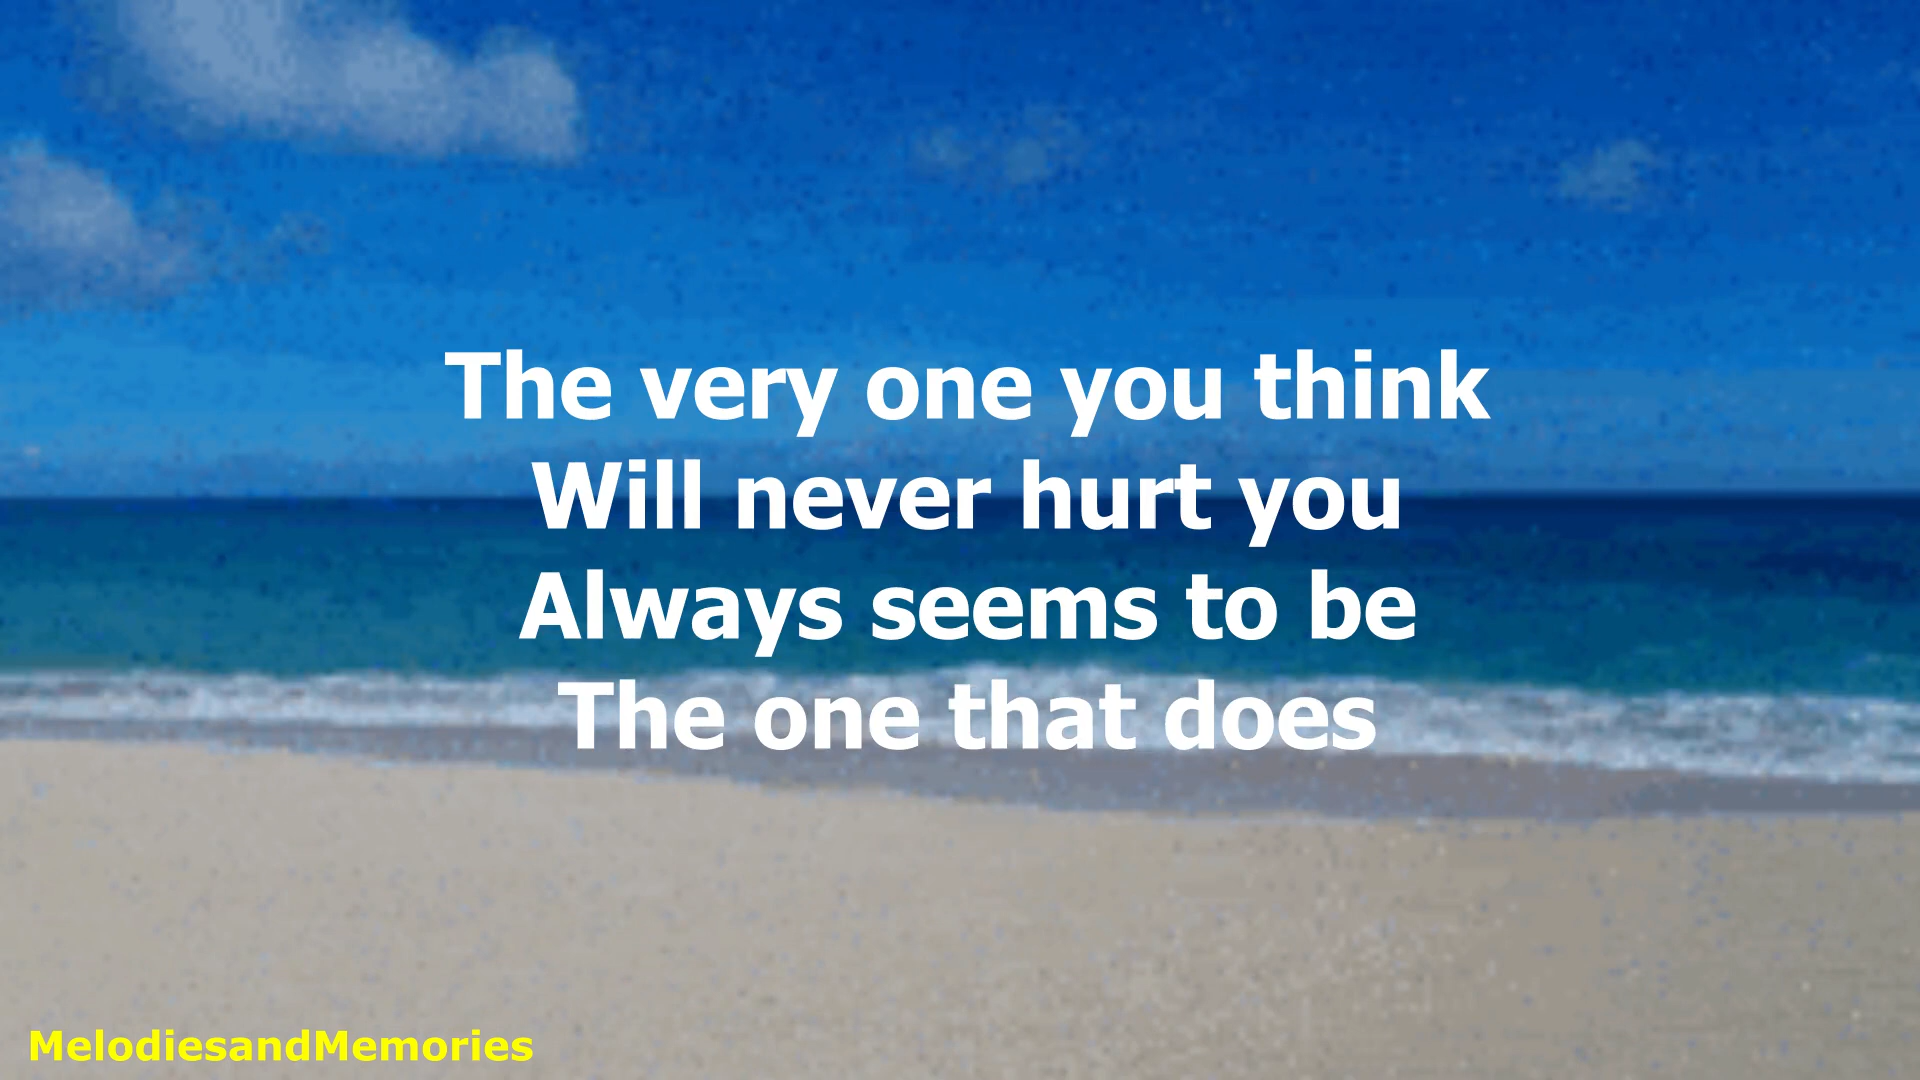 The very one you think
Will never hurt you
Always seems to be
The one that does
MelodiesandMemories